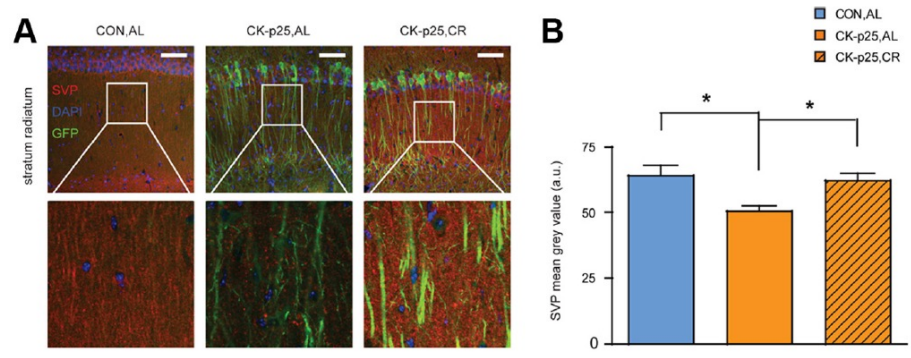 A
CON,AL
CK-p25,AL
CK-p25,CR
stratum radiatum
SVP
DAPI
GFP
B
CON,AL
CK-p25,AL
CK-p25,CR
* *
SVP mean grey value (a.u.)
75
50
25
0